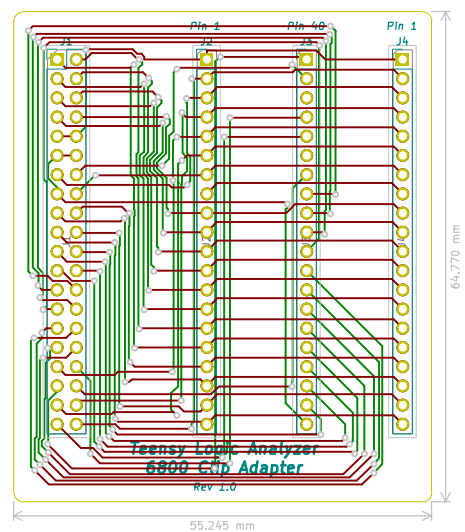 Pin 1 Pin 40 Pin 1
J1 J2 J3 J4
64.770 mm
Teensy Logic Analyzer
6800 Clip Adapter
Rev 1.0
55.245 mm